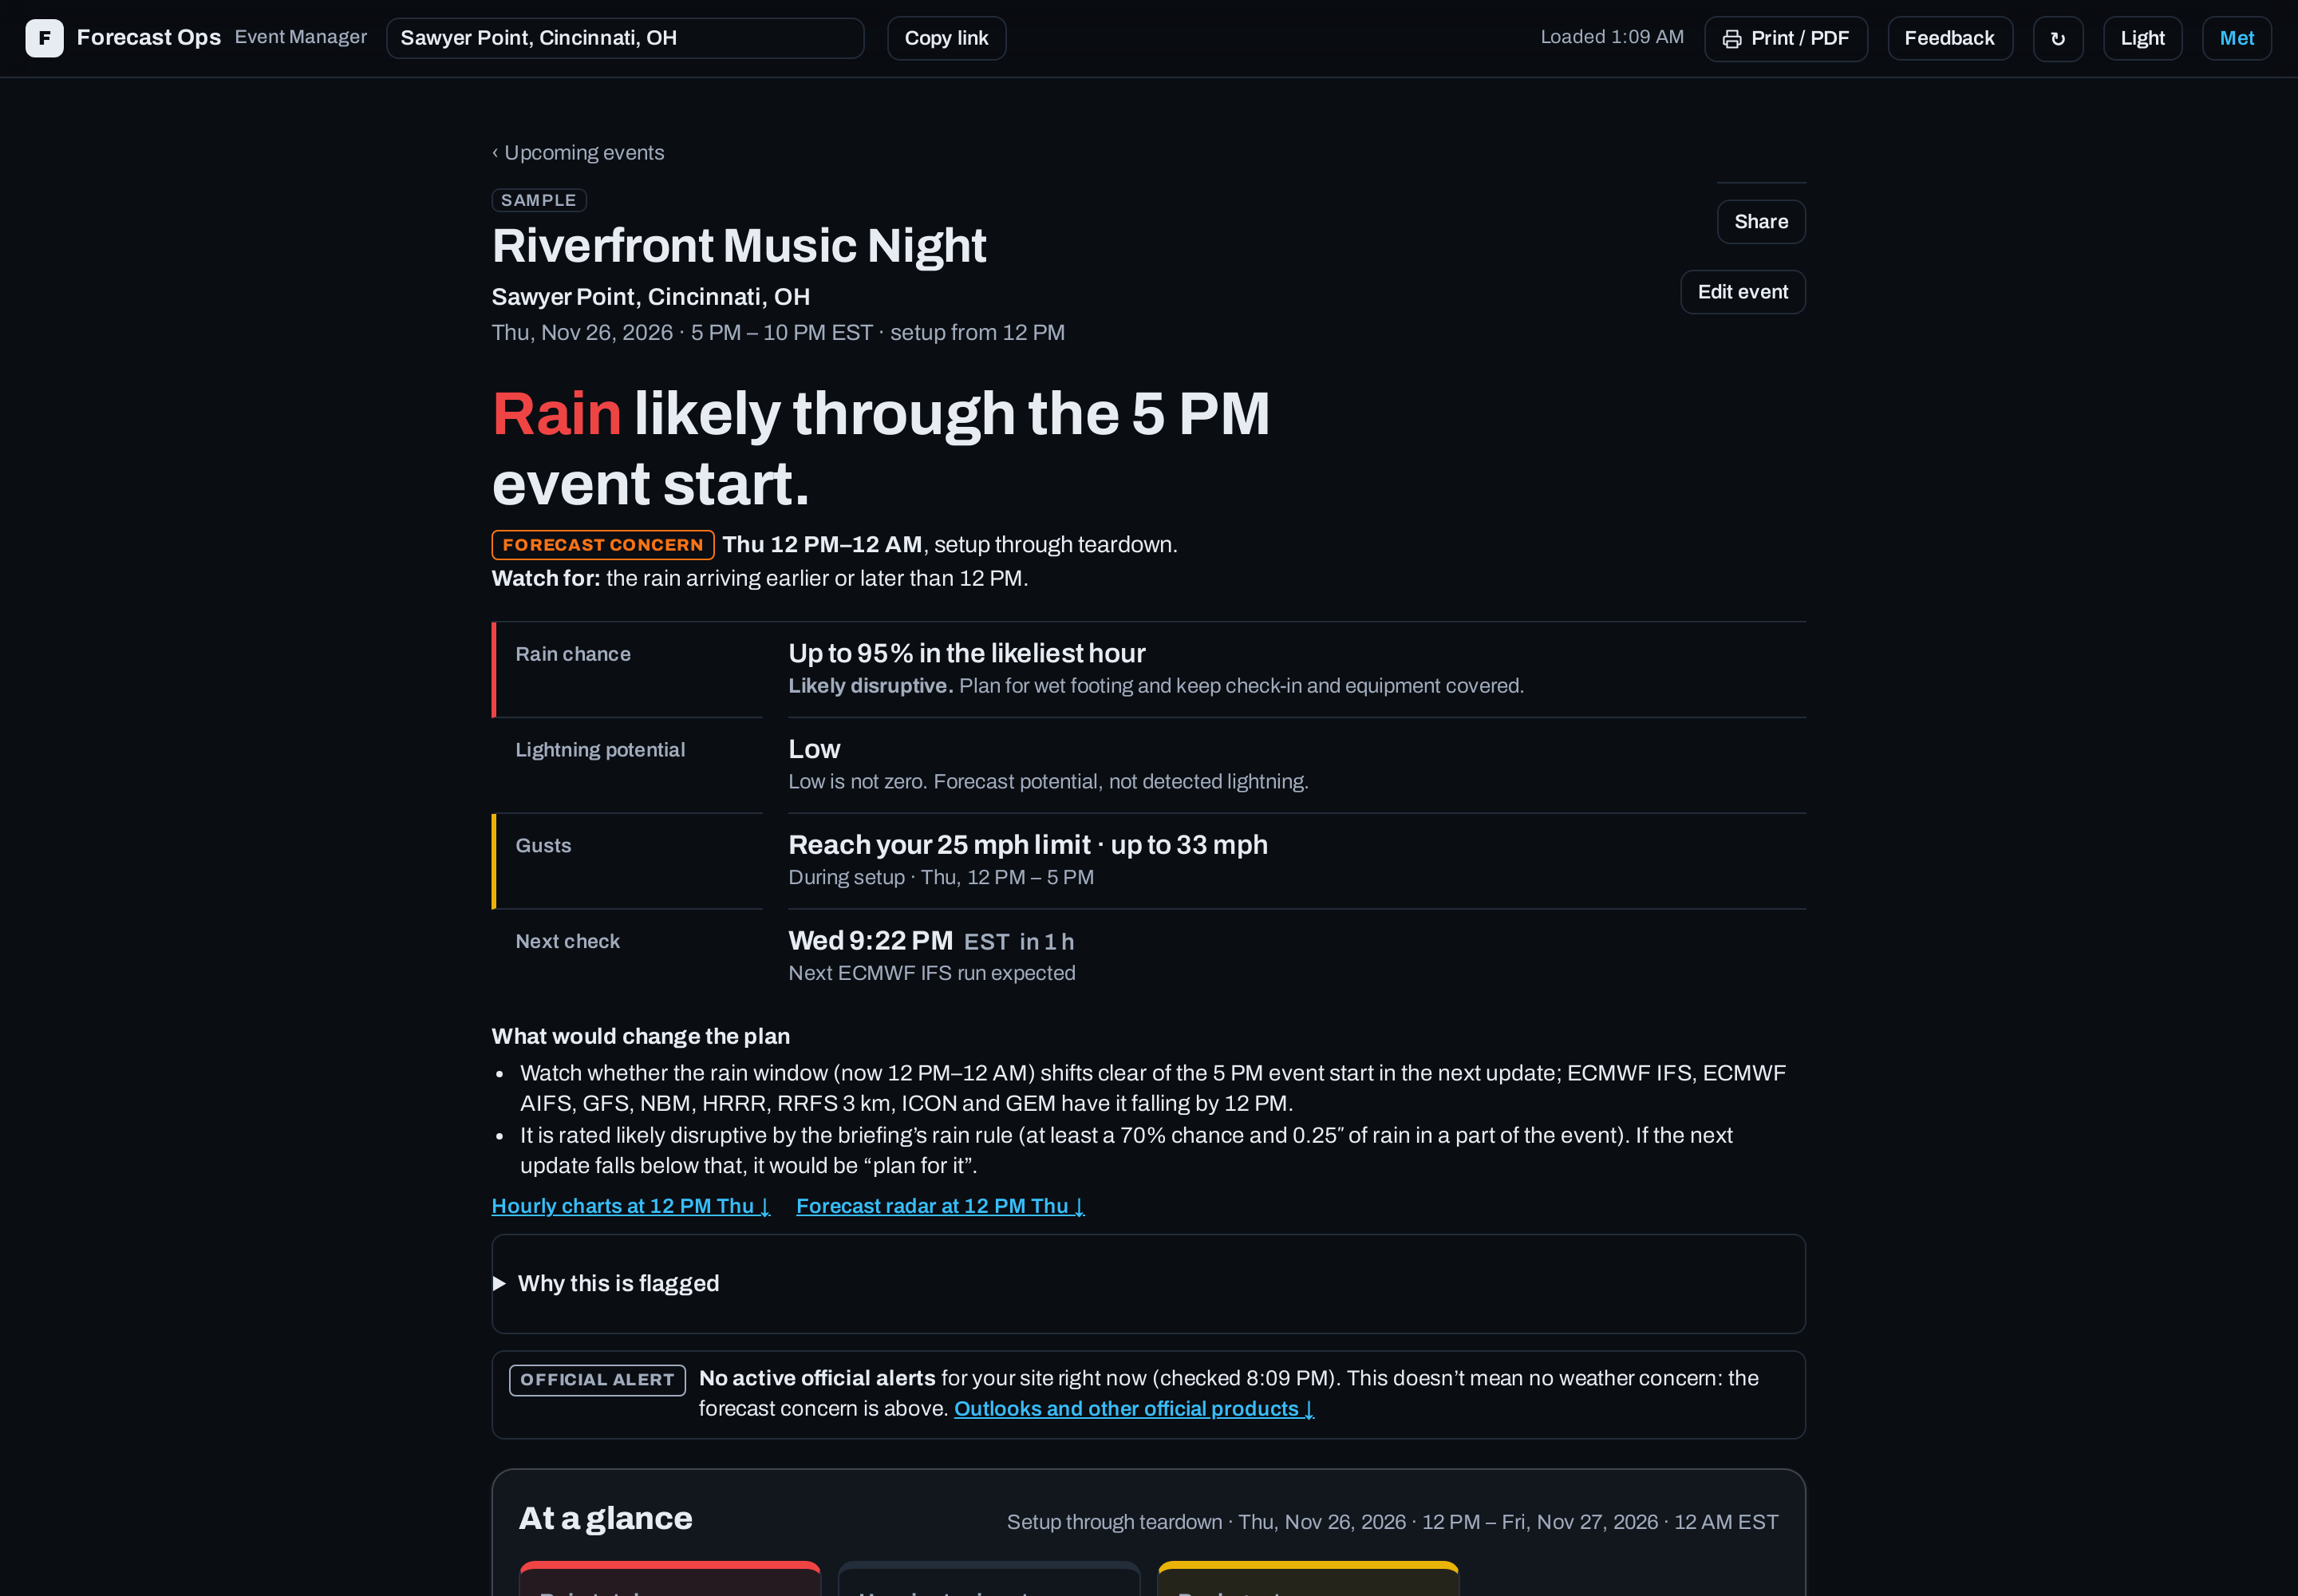 F Forecast Ops Event Manager Sawyer Point, Cincinnati, OH Copy link Loaded 1:09 AM Print / PDF Feedback ↻ Light Met
‹ Upcoming events
SAMPLE
Riverfront Music Night
Sawyer Point, Cincinnati, OH
Thu, Nov 26, 2026 · 5 PM – 10 PM EST · setup from 12 PM
Share
Edit event
Rain likely through the 5 PM
event start.
FORECAST CONCERN Thu 12 PM–12 AM, setup through teardown.
Watch for: the rain arriving earlier or later than 12 PM.
Rain chance
Up to 95% in the likeliest hour
Likely disruptive. Plan for wet footing and keep check-in and equipment covered.
Lightning potential
Low
Low is not zero. Forecast potential, not detected lightning.
Gusts
Reach your 25 mph limit · up to 33 mph
During setup · Thu, 12 PM – 5 PM
Next check
Wed 9:22 PM EST in 1 h
Next ECMWF IFS run expected
What would change the plan
• Watch whether the rain window (now 12 PM–12 AM) shifts clear of the 5 PM event start in the next update; ECMWF IFS, ECMWF
AIFS, GFS, NBM, HRRR, RRFS 3 km, ICON and GEM have it falling by 12 PM.
• It is rated likely disruptive by the briefing’s rain rule (at least a 70% chance and 0.25″ of rain in a part of the event). If the next
update falls below that, it would be “plan for it”.
Hourly charts at 12 PM Thu ↓ Forecast radar at 12 PM Thu ↓
▶ Why this is flagged
OFFICIAL ALERT No active official alerts for your site right now (checked 8:09 PM). This doesn’t mean no weather concern: the
forecast concern is above. Outlooks and other official products ↓
At a glance
Setup through teardown · Thu, Nov 26, 2026 · 12 PM – Fri, Nov 27, 2026 · 12 AM EST